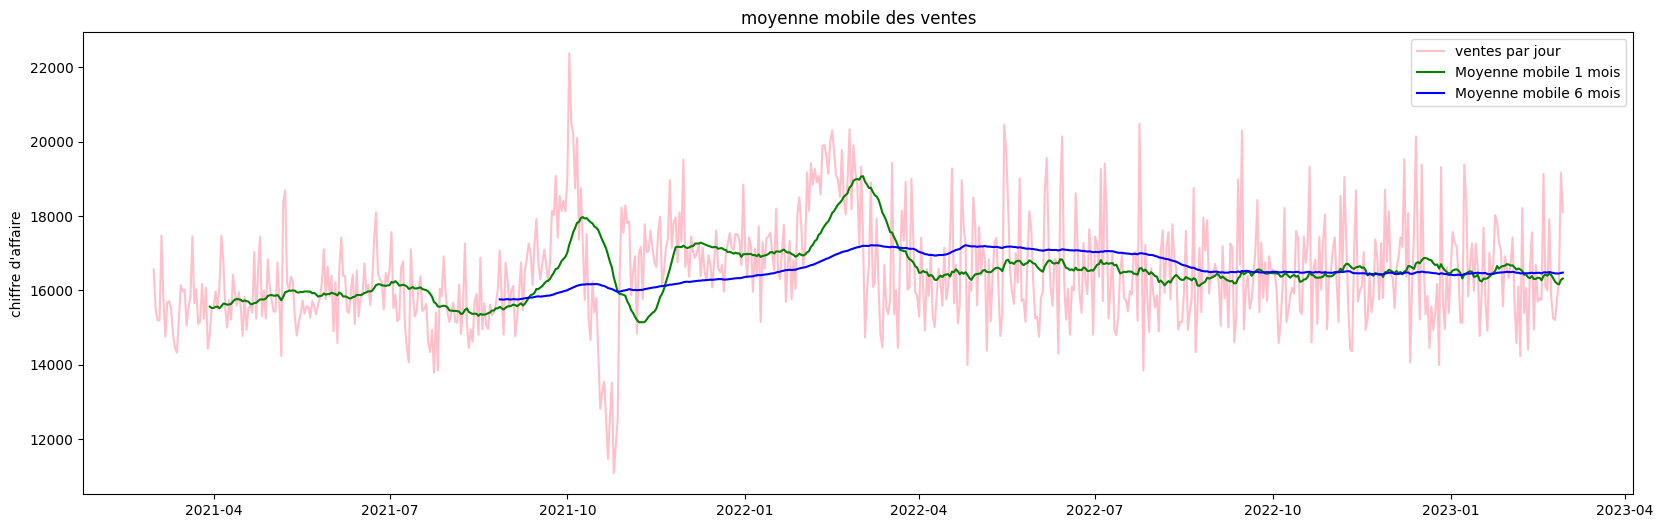 moyenne mobile des ventes
ventes par jour
Moyenne mobile 1 mois
Moyenne mobile 6 mois
chiffre d'affaire
22000
20000
18000
16000
14000
12000
2021-04 2021-07 2021-10 2022-01 2022-04 2022-07 2022-10 2023-01 2023-04